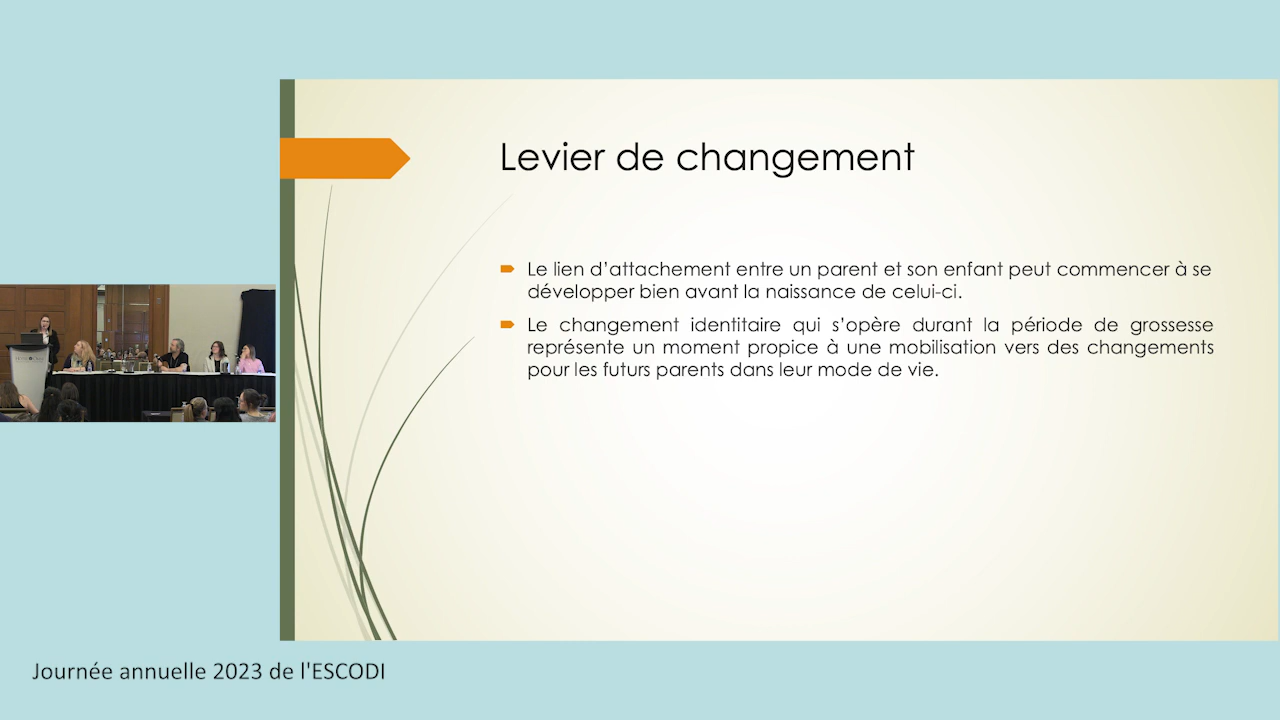 Levier de changement
Le lien d’attachement entre un parent et son enfant peut commencer à se
développer bien avant la naissance de celui-ci.
Le changement identitaire qui s’opère durant la période de grossesse
représente un moment propice à une mobilisation vers des changements
pour les futurs parents dans leur mode de vie.
Journée annuelle 2023 de l'ESCODI